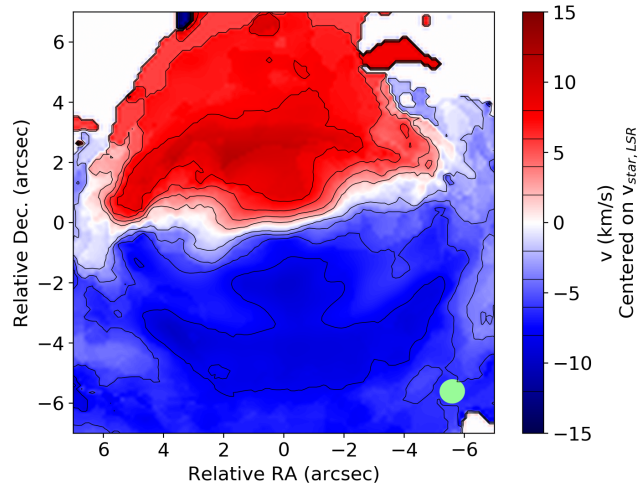 6
4
2
0
−2
−4
−6
Relative Dec. (arcsec)
6 4 2 0 −2 −4 −6
Relative RA (arcsec)
15
10
5
0
−5
−10
−15
v (km/s)
Centered on v_{star, LSR}